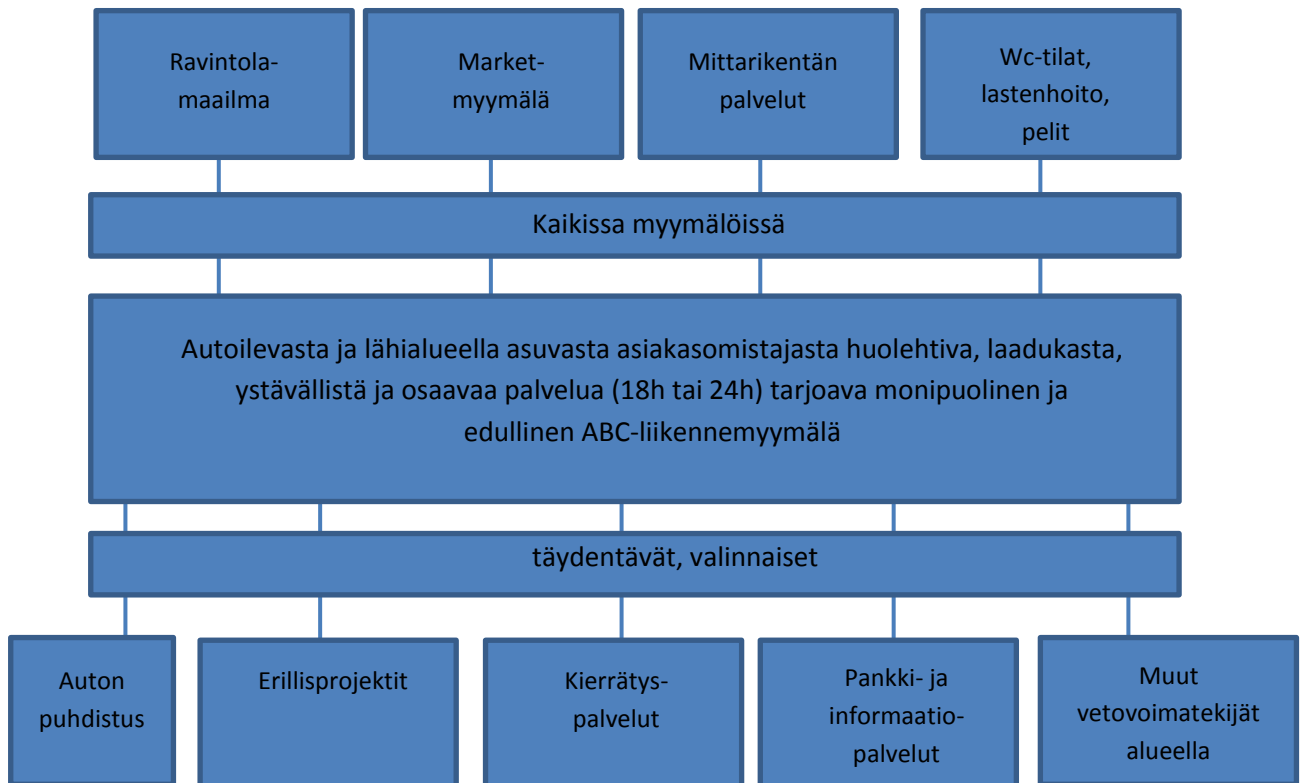 Ravintola-
maailma
Market-
myymälä
Mittarikentän
palvelut
Wc-tilat,
lastenhoito,
pelit
Kaikissa myymälöissä
Autoilevasta ja lähialueella asuvasta asiakasomistajasta huolehtiva, laadukasta,
ystävällistä ja osaavaa palvelua (18h tai 24h) tarjoava monipuolinen ja
edullinen ABC-liikennemyymälä
täydentävät, valinnaiset
Auton
puhdistus
Erillisprojektit
Kierrätys-
palvelut
Pankki- ja
informaatio-
palvelut
Muut
vetovoimatekijät
alueella